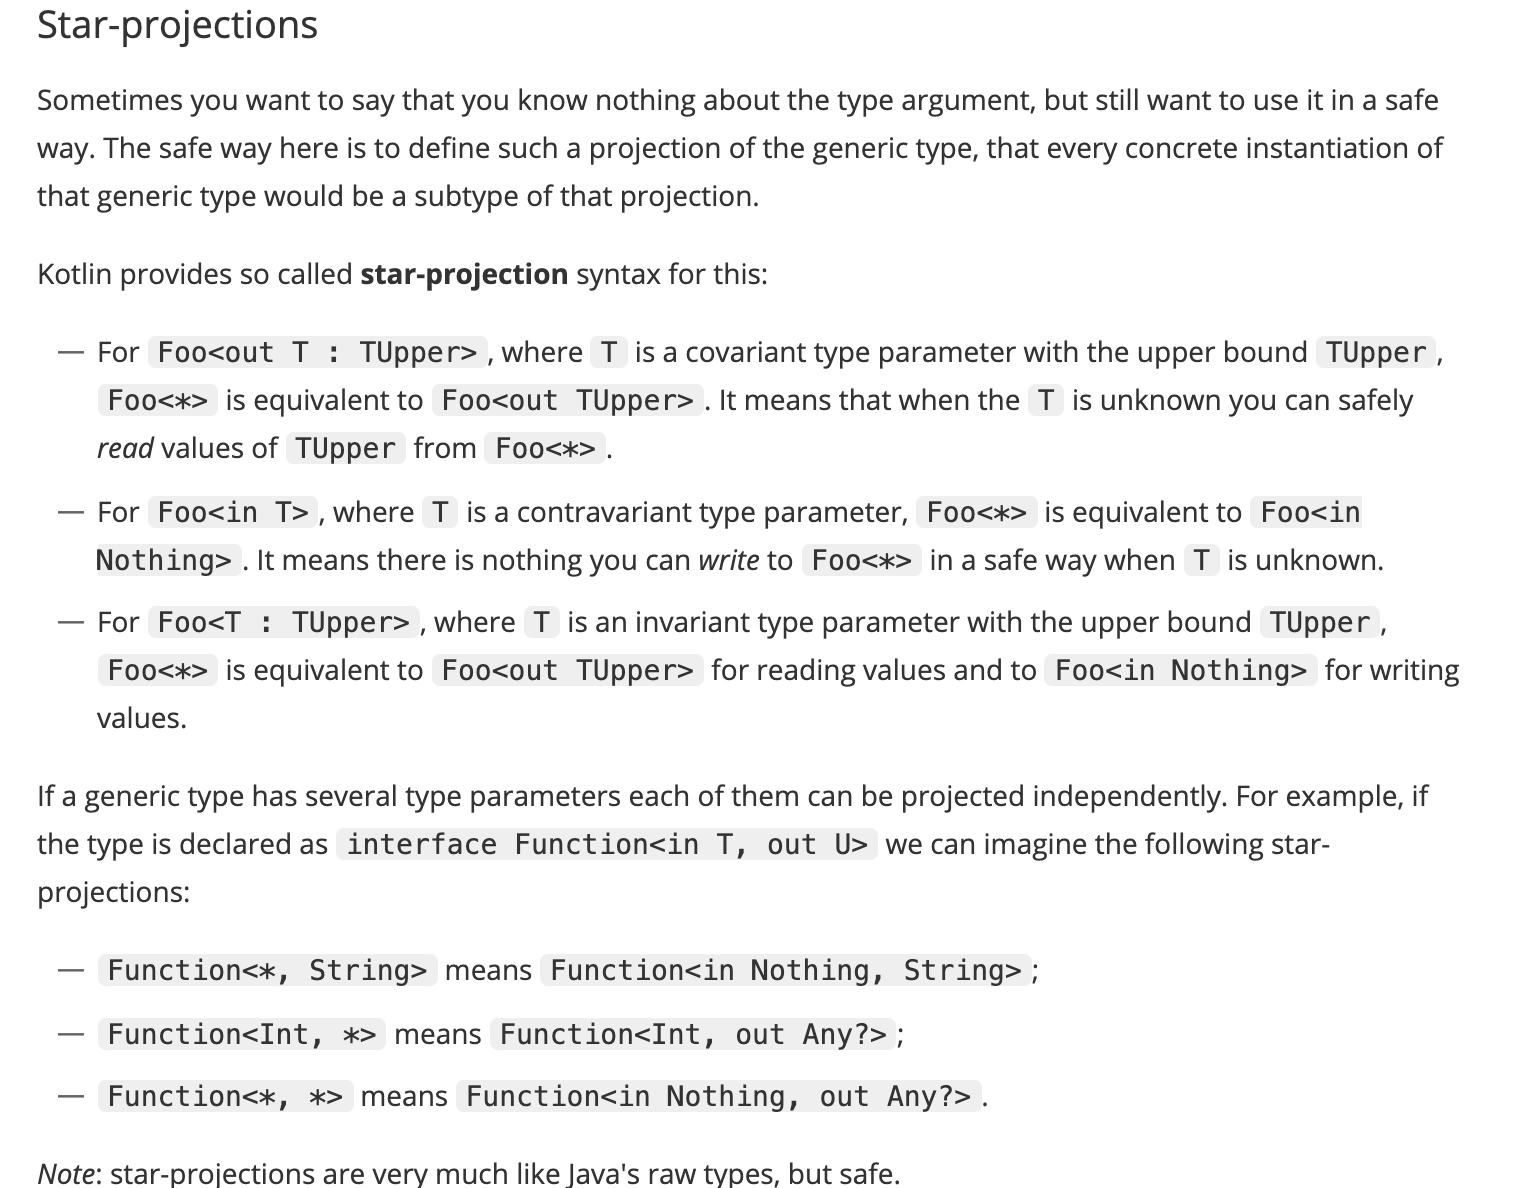 Star-projections
Sometimes you want to say that you know nothing about the type argument, but still want to use it in a safe
way. The safe way here is to define such a projection of the generic type, that every concrete instantiation of
that generic type would be a subtype of that projection.
Kotlin provides so called star-projection syntax for this:
— For Foo<out T : TUpper>, where T is a covariant type parameter with the upper bound TUpper,
Foo<*> is equivalent to Foo<out TUpper>. It means that when the T is unknown you can safely
read values of TUpper from Foo<*>.
— For Foo<in T>, where T is a contravariant type parameter, Foo<*> is equivalent to Foo<in
Nothing>. It means there is nothing you can write to Foo<*> in a safe way when T is unknown.
— For Foo<T : TUpper>, where T is an invariant type parameter with the upper bound TUpper,
Foo<*> is equivalent to Foo<out TUpper> for reading values and to Foo<in Nothing> for writing
values.
If a generic type has several type parameters each of them can be projected independently. For example, if
the type is declared as interface Function<in T, out U> we can imagine the following star-
projections:
— Function<*, String> means Function<in Nothing, String>;
— Function<Int, *> means Function<Int, out Any?>;
— Function<*, *> means Function<in Nothing, out Any?>.
Note: star-projections are very much like Java's raw types, but safe.